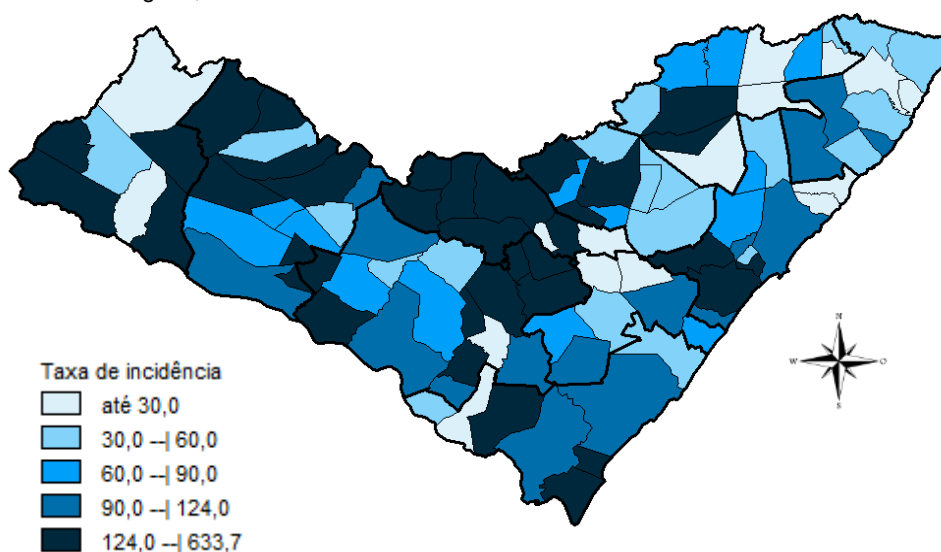 Taxa de incidência
até 30,0
30,0 --| 60,0
60,0 --| 90,0
90,0 --| 124,0
124,0 --| 633,7
N
W
O
S